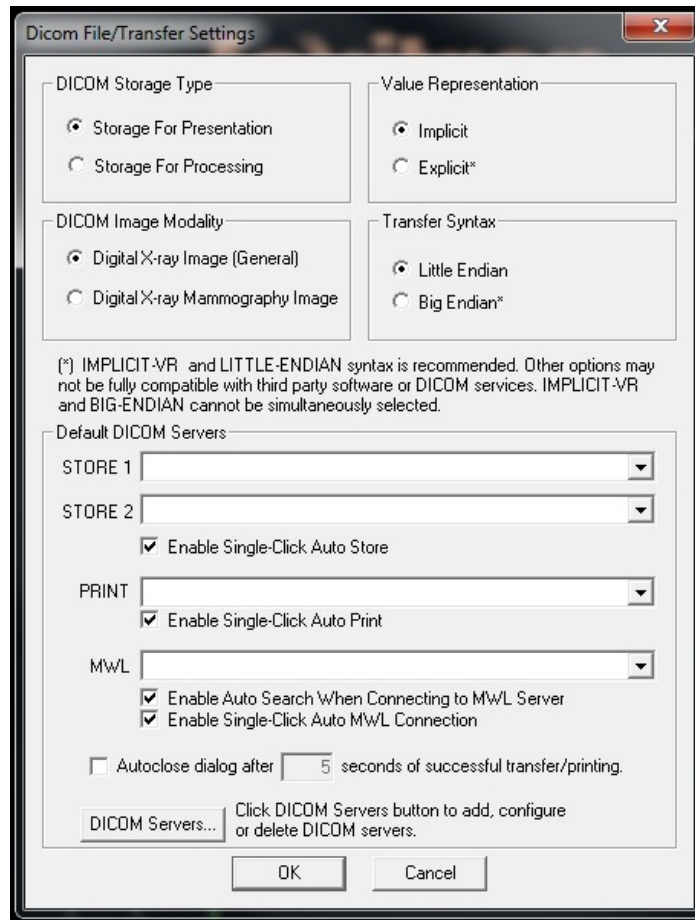 Dicom File/Transfer Settings
DICOM Storage Type
Storage For Presentation
Storage For Processing
Value Representation
Implicit
Explicit*
DICOM Image Modality
Digital X-ray Image (General)
Digital X-ray Mammography Image
Transfer Syntax
Little Endian
Big Endian*
(*) IMPLICIT-VR and LITTLE-ENDIAN syntax is recommended. Other options may
not be fully compatible with third party software or DICOM services. IMPLICIT-VR
and BIG-ENDIAN cannot be simultaneously selected.
Default DICOM Servers
STORE 1
STORE 2
Enable Single-Click Auto Store
PRINT
Enable Single-Click Auto Print
MWL
Enable Auto Search When Connecting to MWL Server
Enable Single-Click Auto MWL Connection
Autoclose dialog after 5 seconds of successful transfer/printing.
DICOM Servers...
Click DICOM Servers button to add, configure
or delete DICOM servers.
OK
Cancel